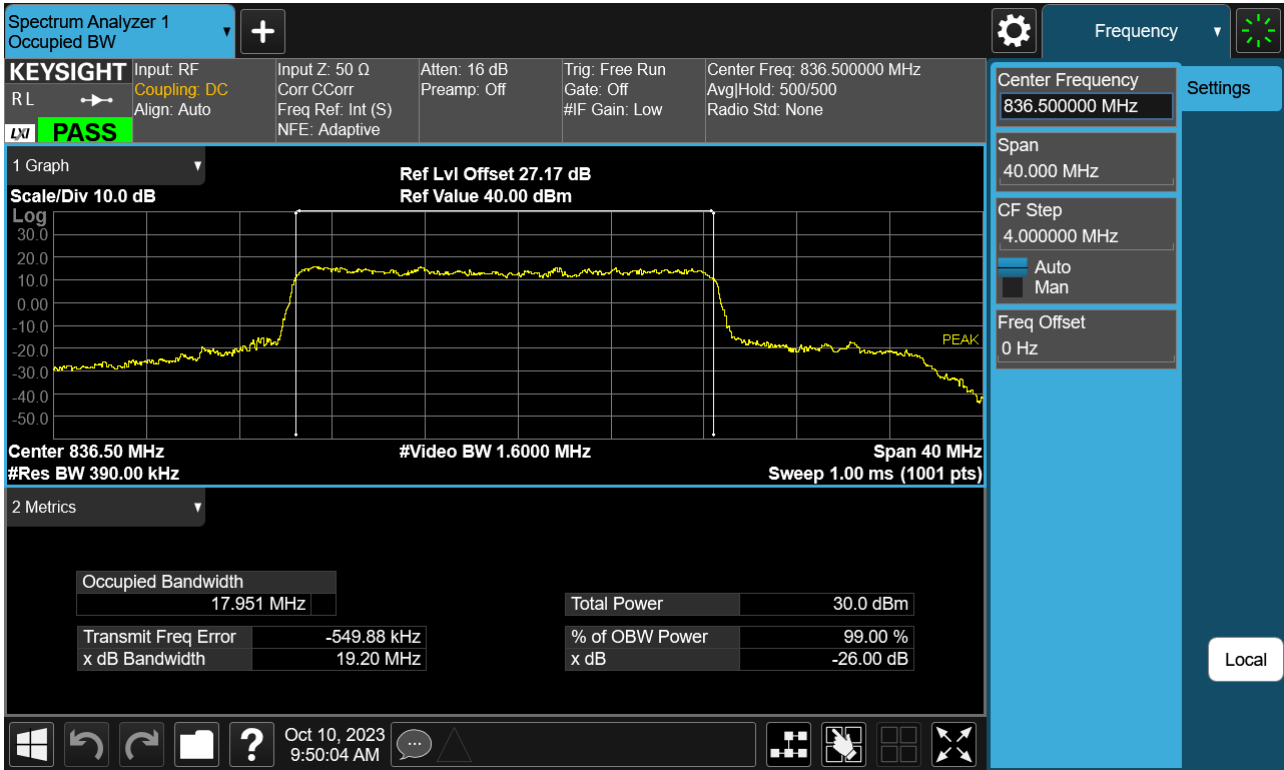 Spectrum Analyzer 1
Occupied BW
+
Frequency
KEYSIGHT
R L
LXI
PASS
Input: RF
Coupling: DC
Align: Auto
Input Z: 50 Ω
Corr CCorr
Freq Ref: Int (S)
NFE: Adaptive
Atten: 16 dB
Preamp: Off
Trig: Free Run
Gate: Off
#IF Gain: Low
Center Freq: 836.500000 MHz
Avg|Hold: 500/500
Radio Std: None
Center Frequency
836.500000 MHz
Settings
Span
40.000 MHz
CF Step
4.000000 MHz
Auto
Man
Freq Offset
0 Hz
1 Graph
Ref Lvl Offset 27.17 dB
Scale/Div 10.0 dB
Ref Value 40.00 dBm
Log
30.0
20.0
10.0
0.00
-10.0
-20.0
-30.0
-40.0
-50.0
PEAK
Center 836.50 MHz
#Video BW 1.6000 MHz
Span 40 MHz
#Res BW 390.00 kHz
Sweep 1.00 ms (1001 pts)
2 Metrics
Occupied Bandwidth
17.951 MHz
Total Power 30.0 dBm
Transmit Freq Error -549.88 kHz
% of OBW Power 99.00 %
x dB Bandwidth 19.20 MHz
x dB -26.00 dB
Local
?
Oct 10, 2023
9:50:04 AM